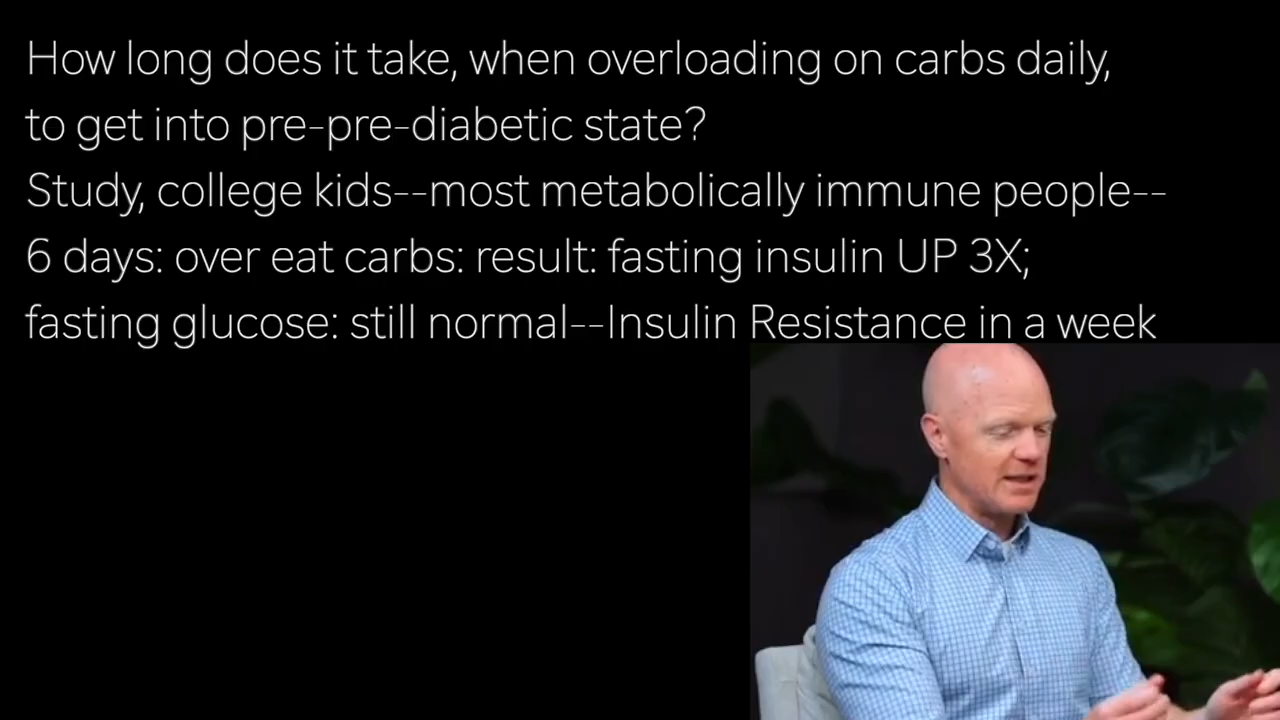 How long does it take, when overloading on carbs daily,
to get into pre-pre-diabetic state?
Study, college kids--most metabolically immune people--
6 days: over eat carbs: result: fasting insulin UP 3X;
fasting glucose: still normal--Insulin Resistance in a week